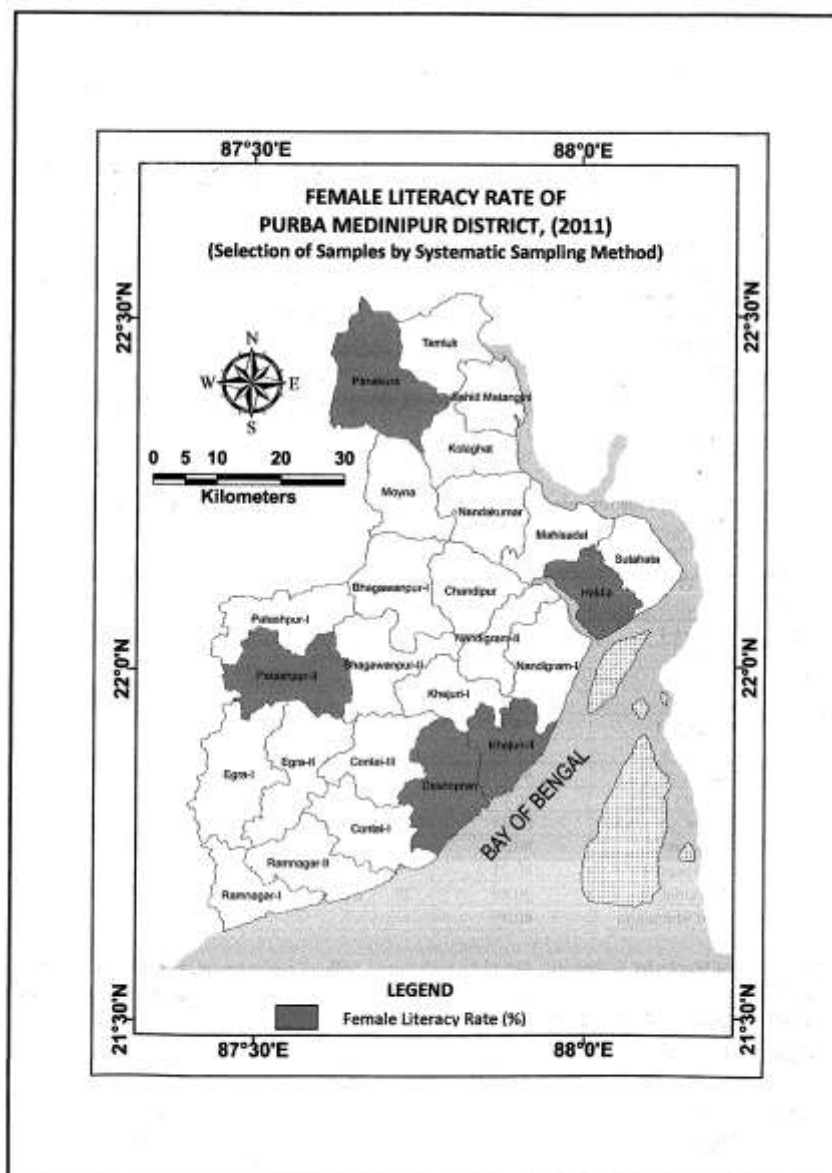 87°30'E 88°0'E
FEMALE LITERACY RATE OF
PURBA MEDINIPUR DISTRICT, (2011)
(Selection of Samples by Systematic Sampling Method)
22°30'N 22°30'N
N
W E
S
Tamluk
Panskura
Sahid Matangini
Kolaghat
0 5 10 20 30
Kilometers
Moyna
Nandakumar
Mahisadal
Sutahata
Haldia
Bhagawanpur-I
Chandipur
Patashpur-I
Nandigram-II
22°0'N 22°0'N
Patashpur-II
Bhagawanpur-II
Nandigram-I
Khejuri-I
Khejuri-II
Egra-I
Egra-II
Contai-III
Deshopran
BAY OF BENGAL
Contai-I
Ramnagar-II
Ramnagar-I
LEGEND
Female Literacy Rate (%)
21°30'N 21°30'N
87°30'E 88°0'E